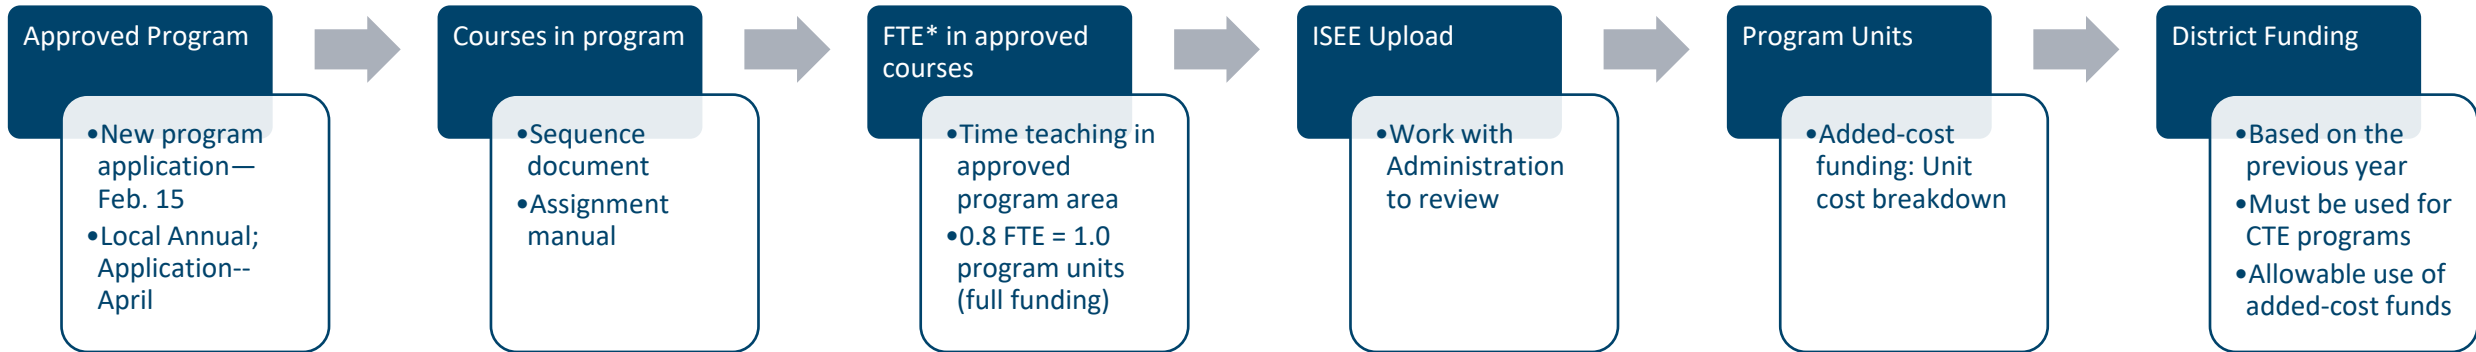 Approved Program
•New program
application—
Feb. 15
•Local Annual;
Application--
April
Courses in program
•Sequence
document
•Assignment
manual
FTE* in approved
courses
•Time teaching in
approved
program area
•0.8 FTE = 1.0
program units
(full funding)
ISEE Upload
•Work with
Administration
to review
Program Units
•Added-cost
funding: Unit
cost breakdown
District Funding
•Based on the
previous year
•Must be used for
CTE programs
•Allowable use of
added-cost funds